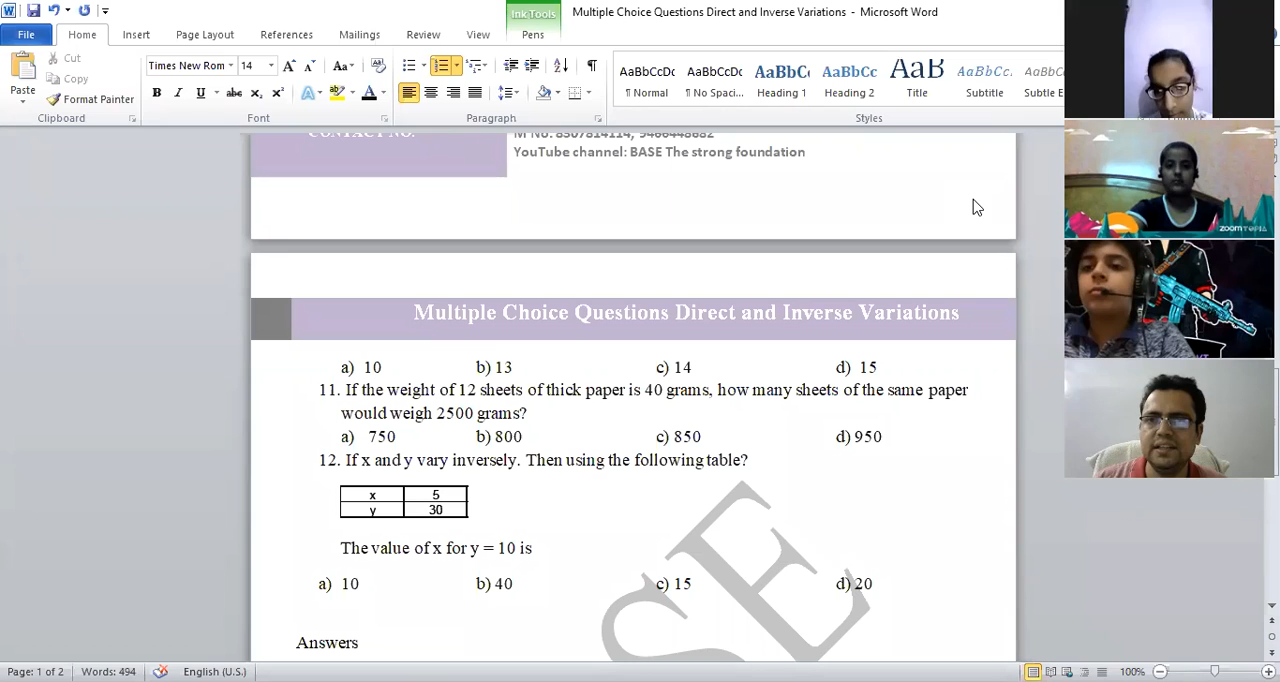 Ink Tools
Multiple Choice Questions Direct and Inverse Variations - Microsoft Word
File Home Insert Page Layout References Mailings Review View Pens
Paste
Cut
Copy
Format Painter
Clipboard
Times New Rom 14
Font
Paragraph
AaBbCcDc AaBbCcDc AaBbC AaBbCc AaB AaBbCc. AaBbCc
¶ Normal ¶ No Spaci... Heading 1 Heading 2 Title Subtitle Subtle E
Styles
CONTACT NO.
YouTube channel: BASE The strong foundation
Multiple Choice Questions Direct and Inverse Variations
a) 10 b) 13 c) 14 d) 15
11. If the weight of 12 sheets of thick paper is 40 grams, how many sheets of the same paper
would weigh 2500 grams?
a) 750 b) 800 c) 850 d) 950
12. If x and y vary inversely. Then using the following table?
x 5
y 30
The value of x for y = 10 is
a) 10 b) 40 c) 15 d) 20
Answers
SE
zoomtopia
Page: 1 of 2 Words: 494 English (U.S.) 100%